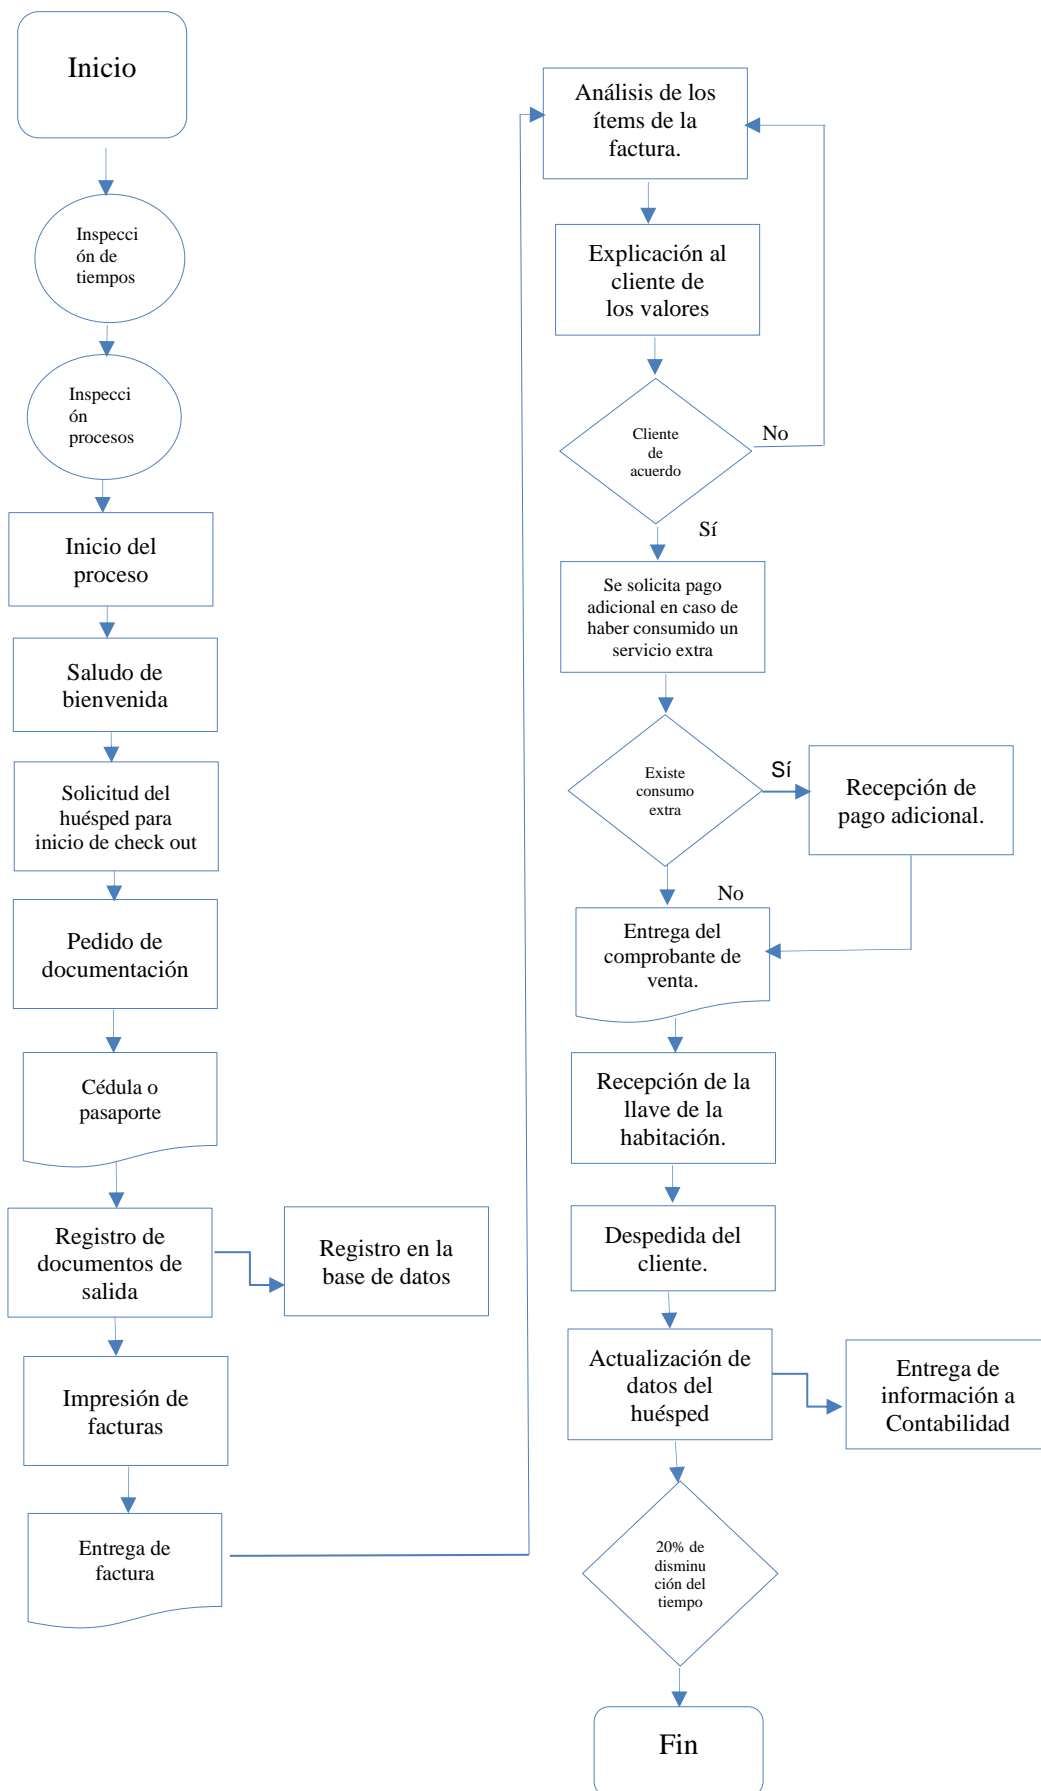 Inicio
Inspecci
ón de
tiempos
Inspecci
ón
procesos
Inicio del
proceso
Saludo de
bienvenida
Solicitud del
huésped para
inicio de check out
Pedido de
documentación
Cédula o
pasaporte
Registro de
documentos de
salida
Registro en la
base de datos
Impresión de
facturas
Entrega de
factura
Análisis de los
ítems de la
factura.
Explicación al
cliente de
los valores
Cliente
de
acuerdo
No
Sí
Se solicita pago
adicional en caso de
haber consumido un
servicio extra
Existe
consumo
extra
Sí
Recepción de
pago adicional.
No
Entrega del
comprobante de
venta.
Recepción de la
llave de la
habitación.
Despedida del
cliente.
Actualización de
datos del
huésped
Entrega de
información a
Contabilidad
20% de
disminu
ción del
tiempo
Fin